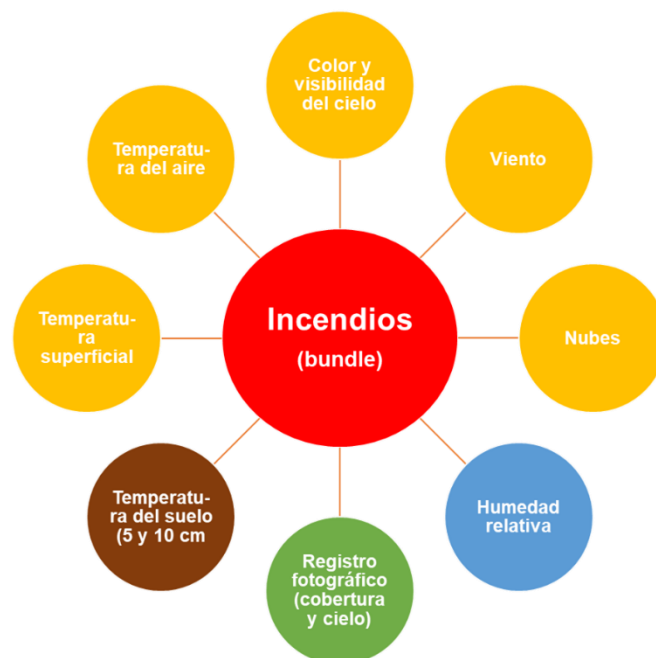 Color y
visibilidad
del cielo
Temperatu-
ra del aire
Viento
Temperatu-
ra
superficial
Incendios
(bundle)
Nubes
Temperatu-
ra del suelo
(5 y 10 cm
Humedad
relativa
Registro
fotográfico
(cobertura
y cielo)